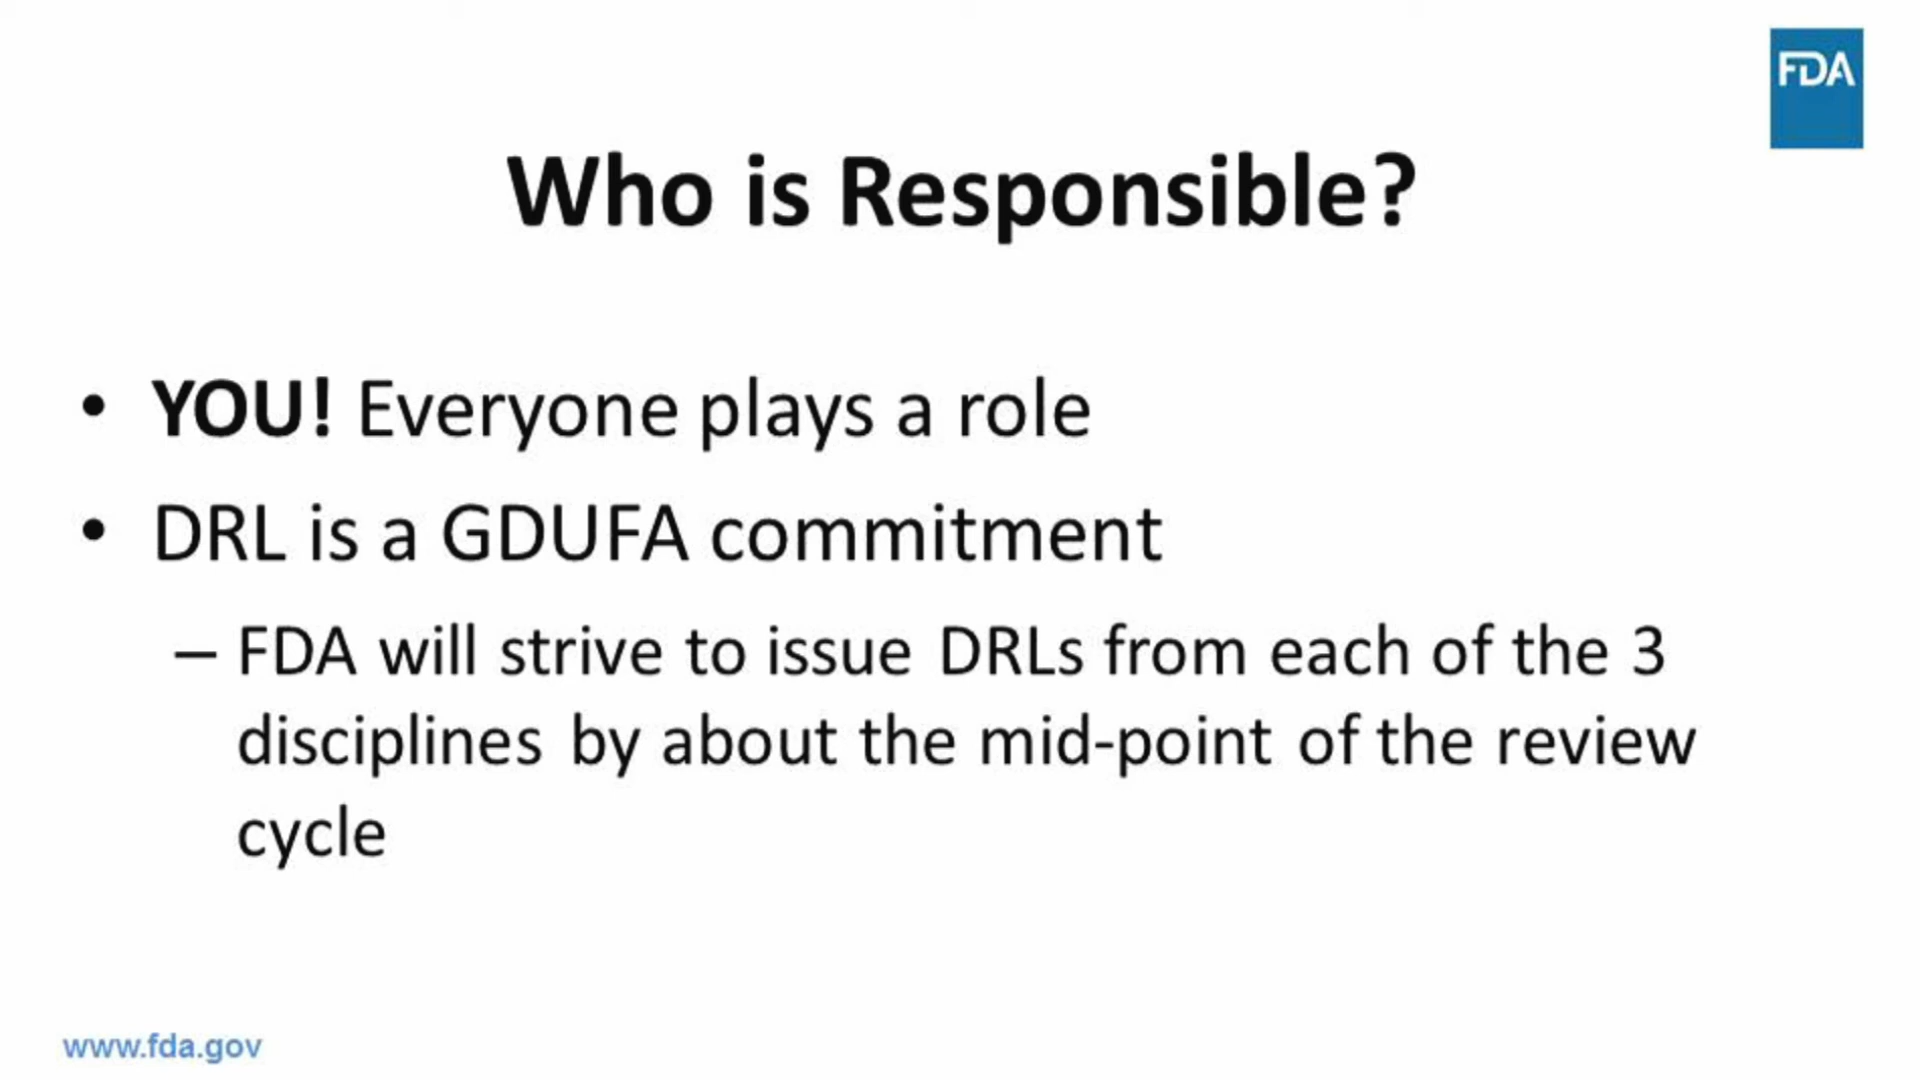 FDA
Who is Responsible?
• YOU! Everyone plays a role
• DRL is a GDUFA commitment
– FDA will strive to issue DRLs from each of the 3
disciplines by about the mid-point of the review
cycle
www.fda.gov